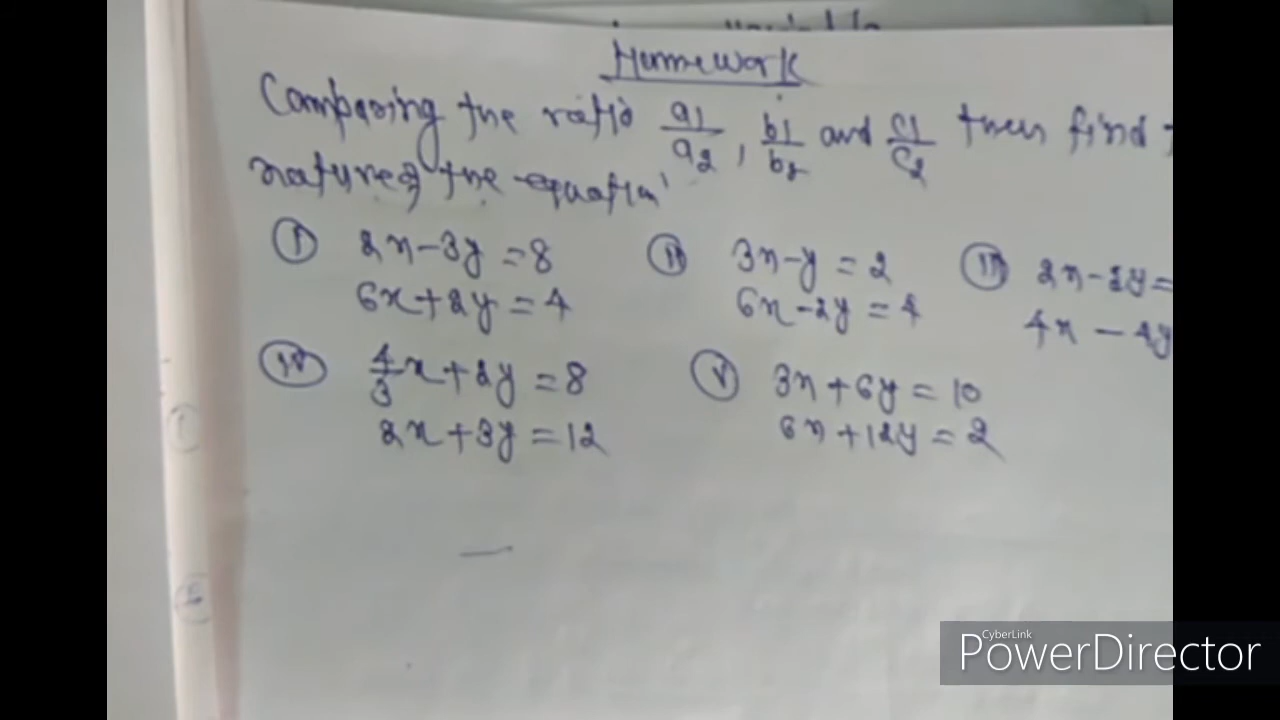 Homework
Comparing the ratio a1/a2, b1/b2 and c1/c2 then find
nature of the equation
(i) 2x-3y=8 (ii) 3x-y=2 (iii) 2x-2y=
6x+2y=4 6x-2y=4 4x-4y
(iv) 4/3x+2y=8 (v) 3x+6y=10
2x+3y=12 6x+12y=2
CyberLink
PowerDirector